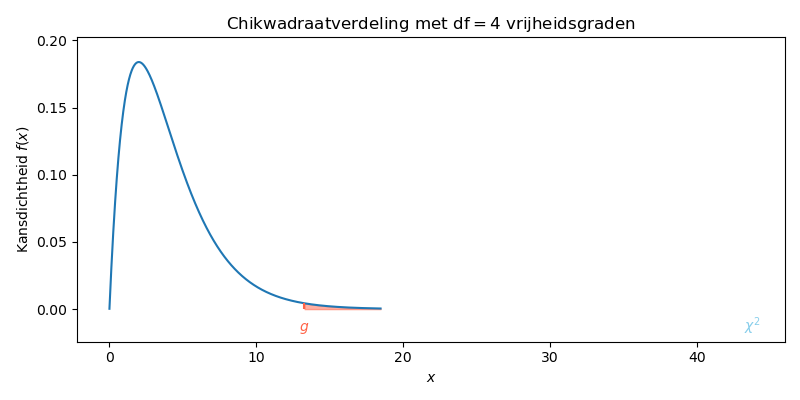 Chikwadraatverdeling met df = 4 vrijheidsgraden
Kansdichtheid f(x)
0.20
0.15
0.10
0.05
0.00
g
χ²
0 10 20 30 40
x